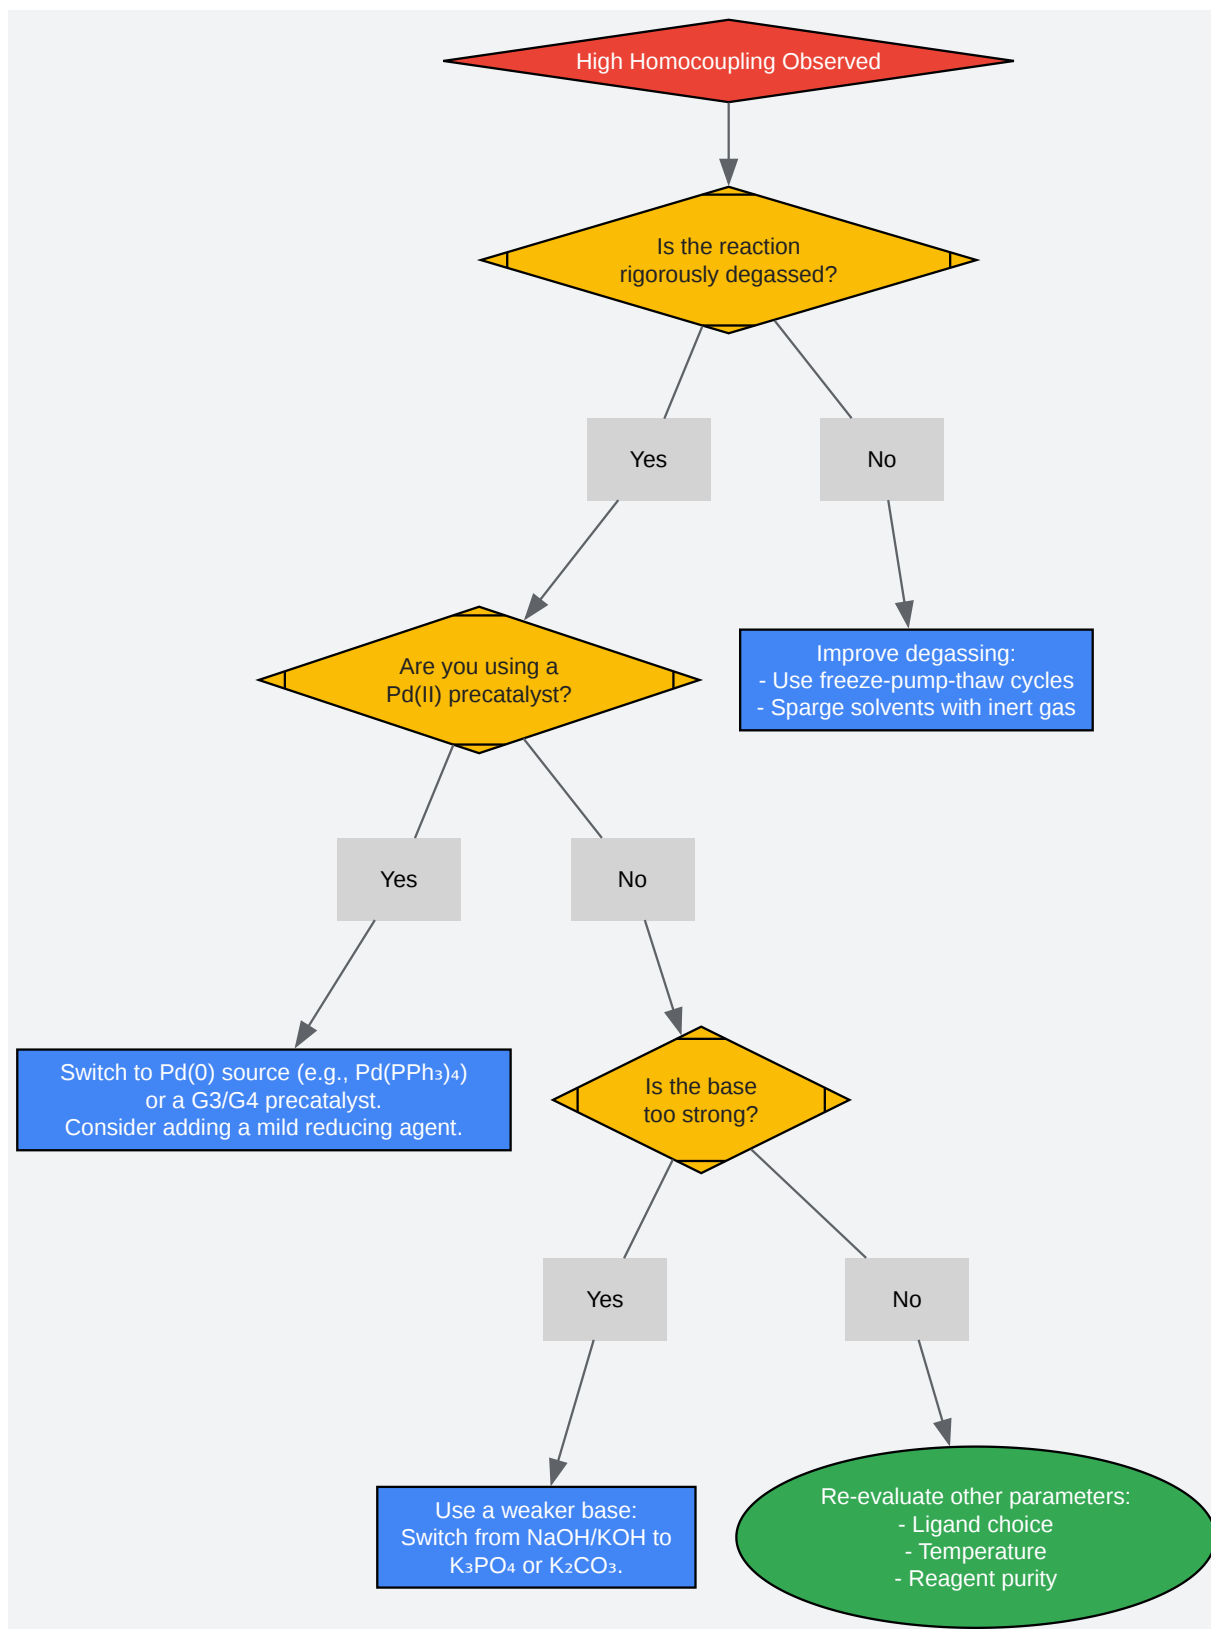 High Homocoupling Observed
Is the reaction
rigorously degassed?
Yes
No
Improve degassing:
- Use freeze-pump-thaw cycles
- Sparge solvents with inert gas
Are you using a
Pd(II) precatalyst?
Yes
No
Switch to Pd(0) source (e.g., Pd(PPh₃)₄)
or a G3/G4 precatalyst.
Consider adding a mild reducing agent.
Is the base
too strong?
Yes
No
Use a weaker base:
Switch from NaOH/KOH to
K₃PO₄ or K₂CO₃.
Re-evaluate other parameters:
- Ligand choice
- Temperature
- Reagent purity